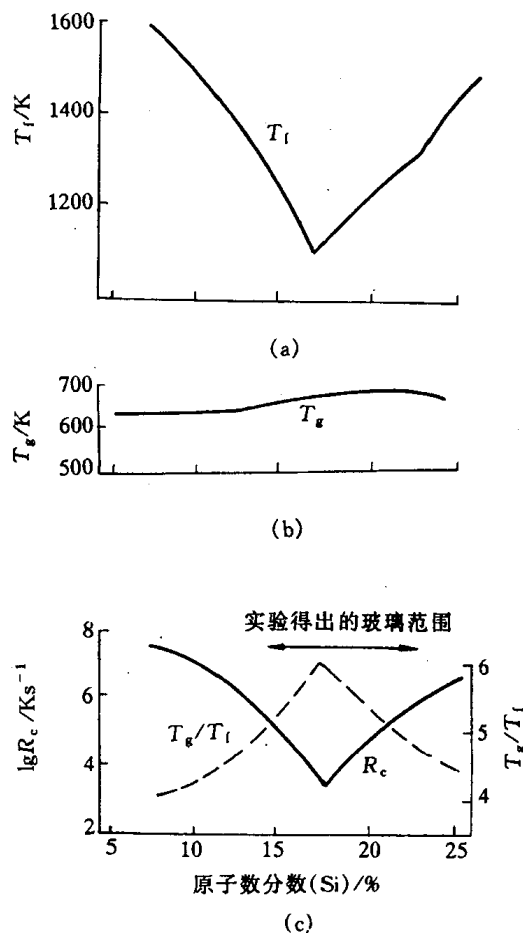 1600
1400
1200
T_f/K
T_f
(a)
700
600
500
T_g/K
T_g
(b)
实验得出的玻璃范围
8
6
4
2
lgR_c/Ks⁻¹
T_g/T_f
R_c
6
5
4
T_g/T_f
5 10 15 20 25
原子数分数(Si)/%
(c)